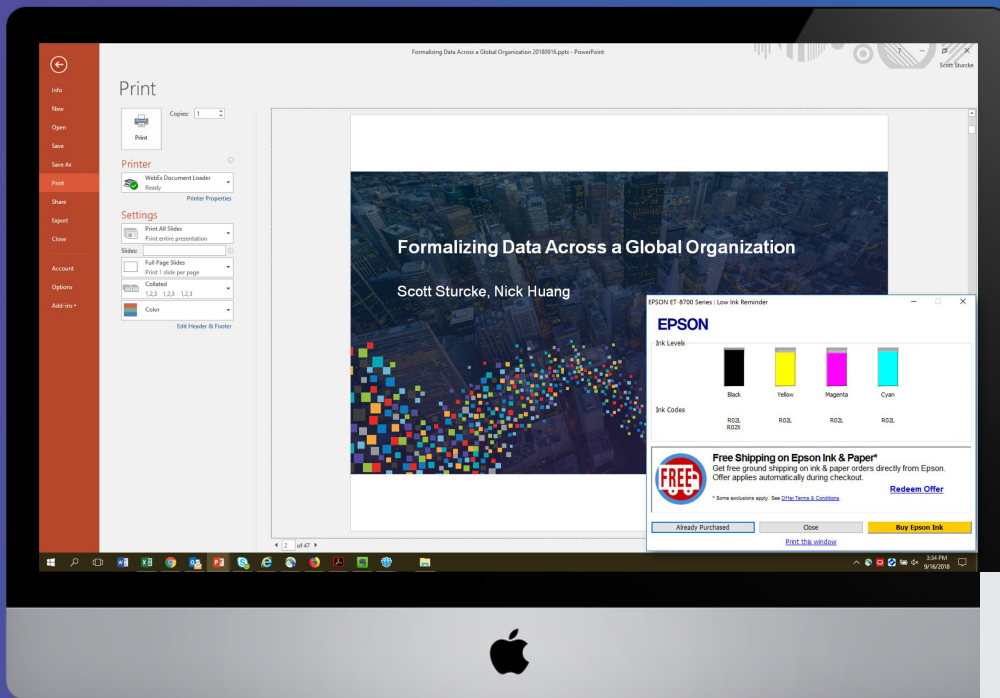 Formalizing Data Across a Global Organization 20180916.pptx - PowerPoint
?
Scott Sturcke
Info
New
Open
Save
Save As
Print
Share
Export
Close
Account
Options
Add-ins
Print
Print
Copies: 1
Printer
WebEx Document Loader
Ready
Printer Properties
Settings
Print All Slides
Print entire presentation
Slides:
Full Page Slides
Print 1 slide per page
Collated
1,2,3 1,2,3 1,2,3
Color
Edit Header & Footer
Formalizing Data Across a Global Organization
Scott Sturcke, Nick Huang
2 of 47
EPSON ET-8700 Series : Low Ink Reminder
EPSON
Ink Levels
Black Yellow Magenta Cyan
Ink Codes
R02L R02L R02L R02L
R02X
FREE
Free Shipping on Epson Ink & Paper*
Get free ground shipping on ink & paper orders directly from Epson.
Offer applies automatically during checkout.
Redeem Offer
* Some exclusions apply. See Offer Terms & Conditions.
Already Purchased Close Buy Epson Ink
Print this window
3:34 PM
9/16/2018